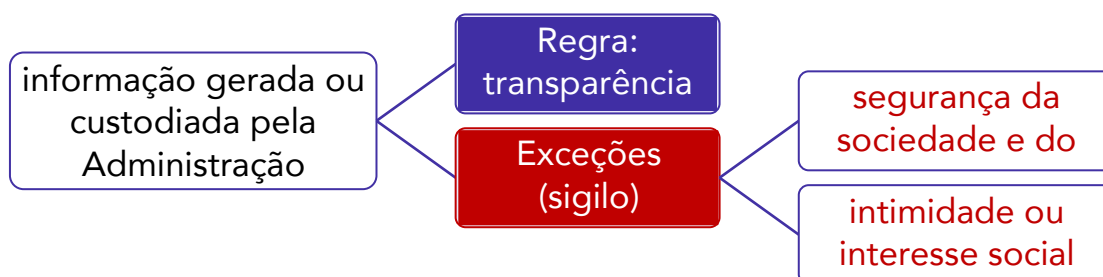 informação gerada ou
custodiada pela
Administração
Regra:
transparência
Exceções
(sigilo)
segurança da
sociedade e do
intimidade ou
interesse social